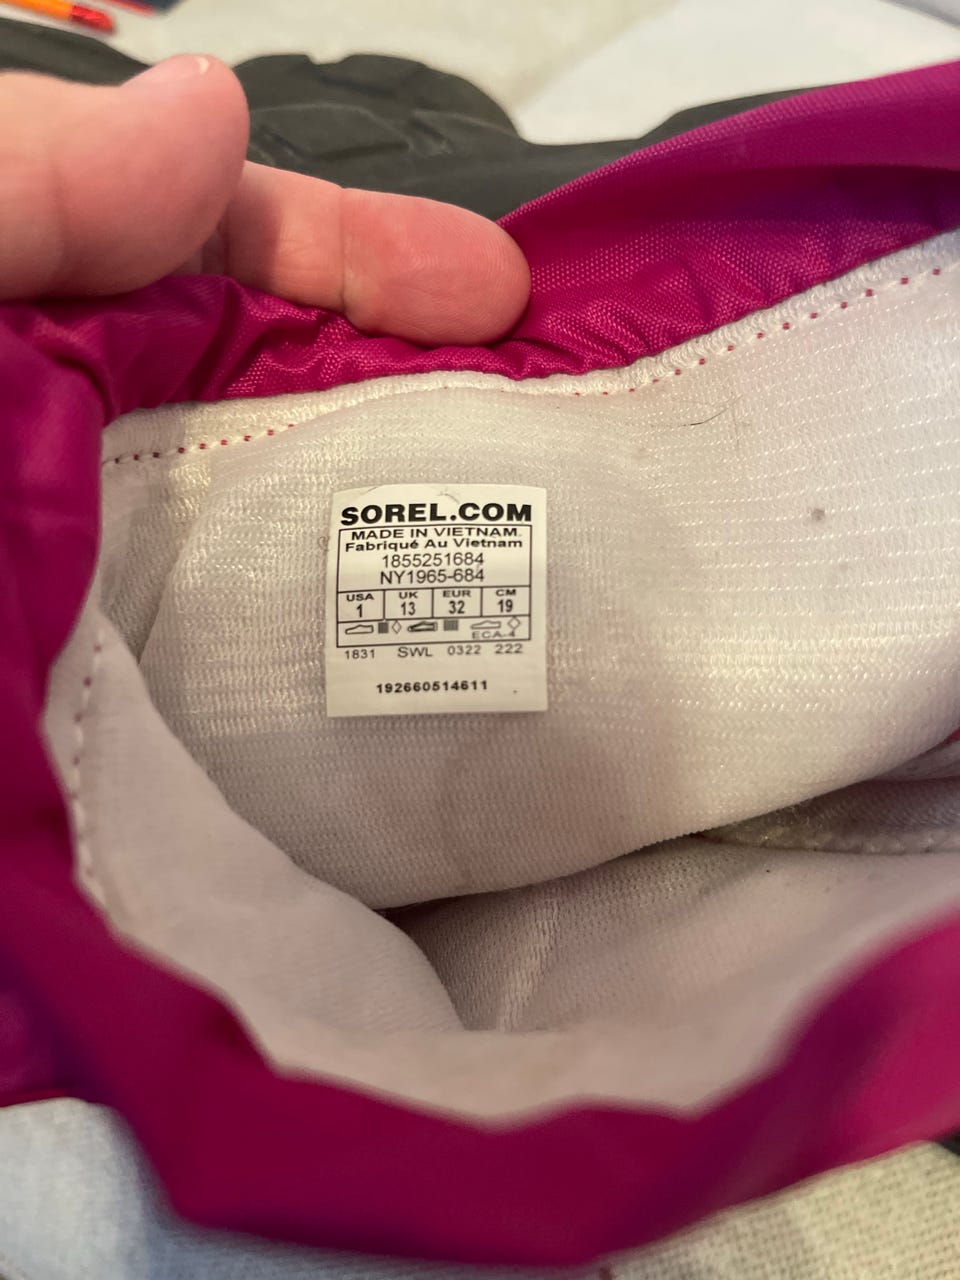 SOREL.COM
MADE IN VIETNAM
Fabriqué Au Vietnam
1855251684
NY1965-684
USA UK EUR CM
1 13 32 19
ECA-4
1831 SWL 0322 222
192660514611